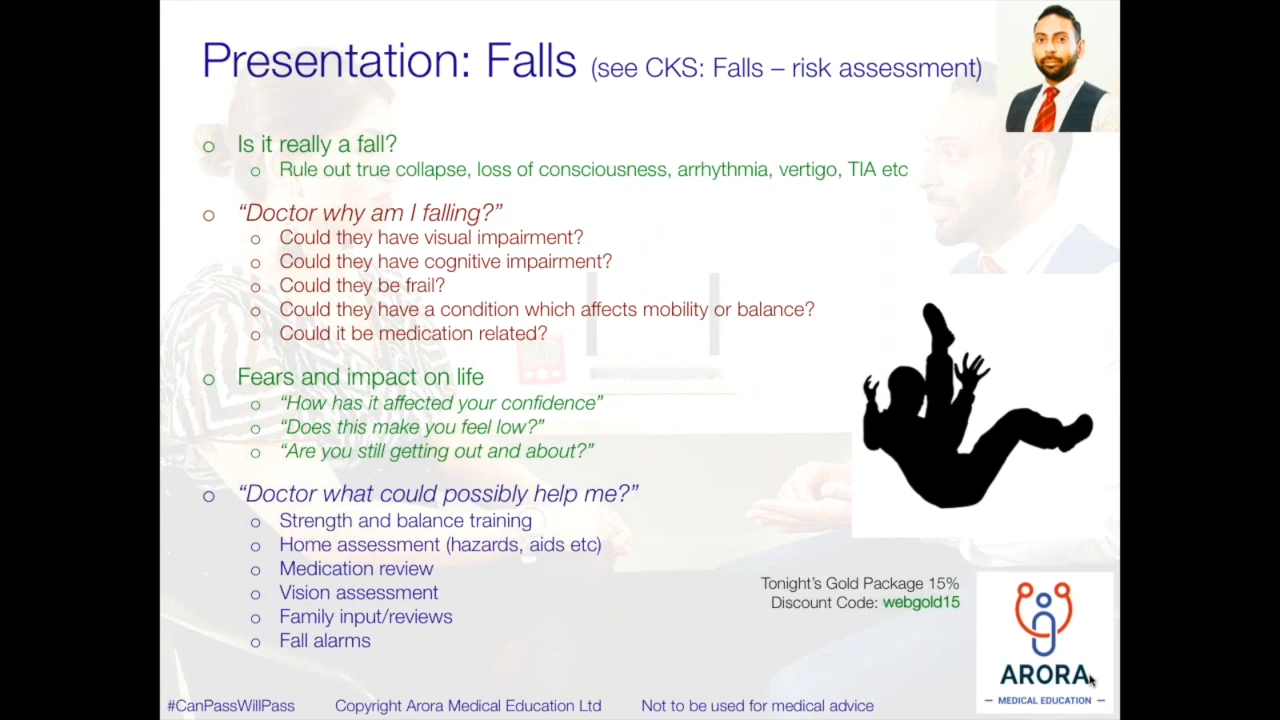 Presentation: Falls (see CKS: Falls – risk assessment)
Is it really a fall?
Rule out true collapse, loss of consciousness, arrhythmia, vertigo, TIA etc
“Doctor why am I falling?”
Could they have visual impairment?
Could they have cognitive impairment?
Could they be frail?
Could they have a condition which affects mobility or balance?
Could it be medication related?
Fears and impact on life
“How has it affected your confidence”
“Does this make you feel low?”
“Are you still getting out and about?”
“Doctor what could possibly help me?”
Strength and balance training
Home assessment (hazards, aids etc)
Medication review
Vision assessment
Family input/reviews
Fall alarms
Tonight’s Gold Package 15%
Discount Code: webgold15
ARORA
MEDICAL EDUCATION
#CanPassWillPass Copyright Arora Medical Education Ltd Not to be used for medical advice